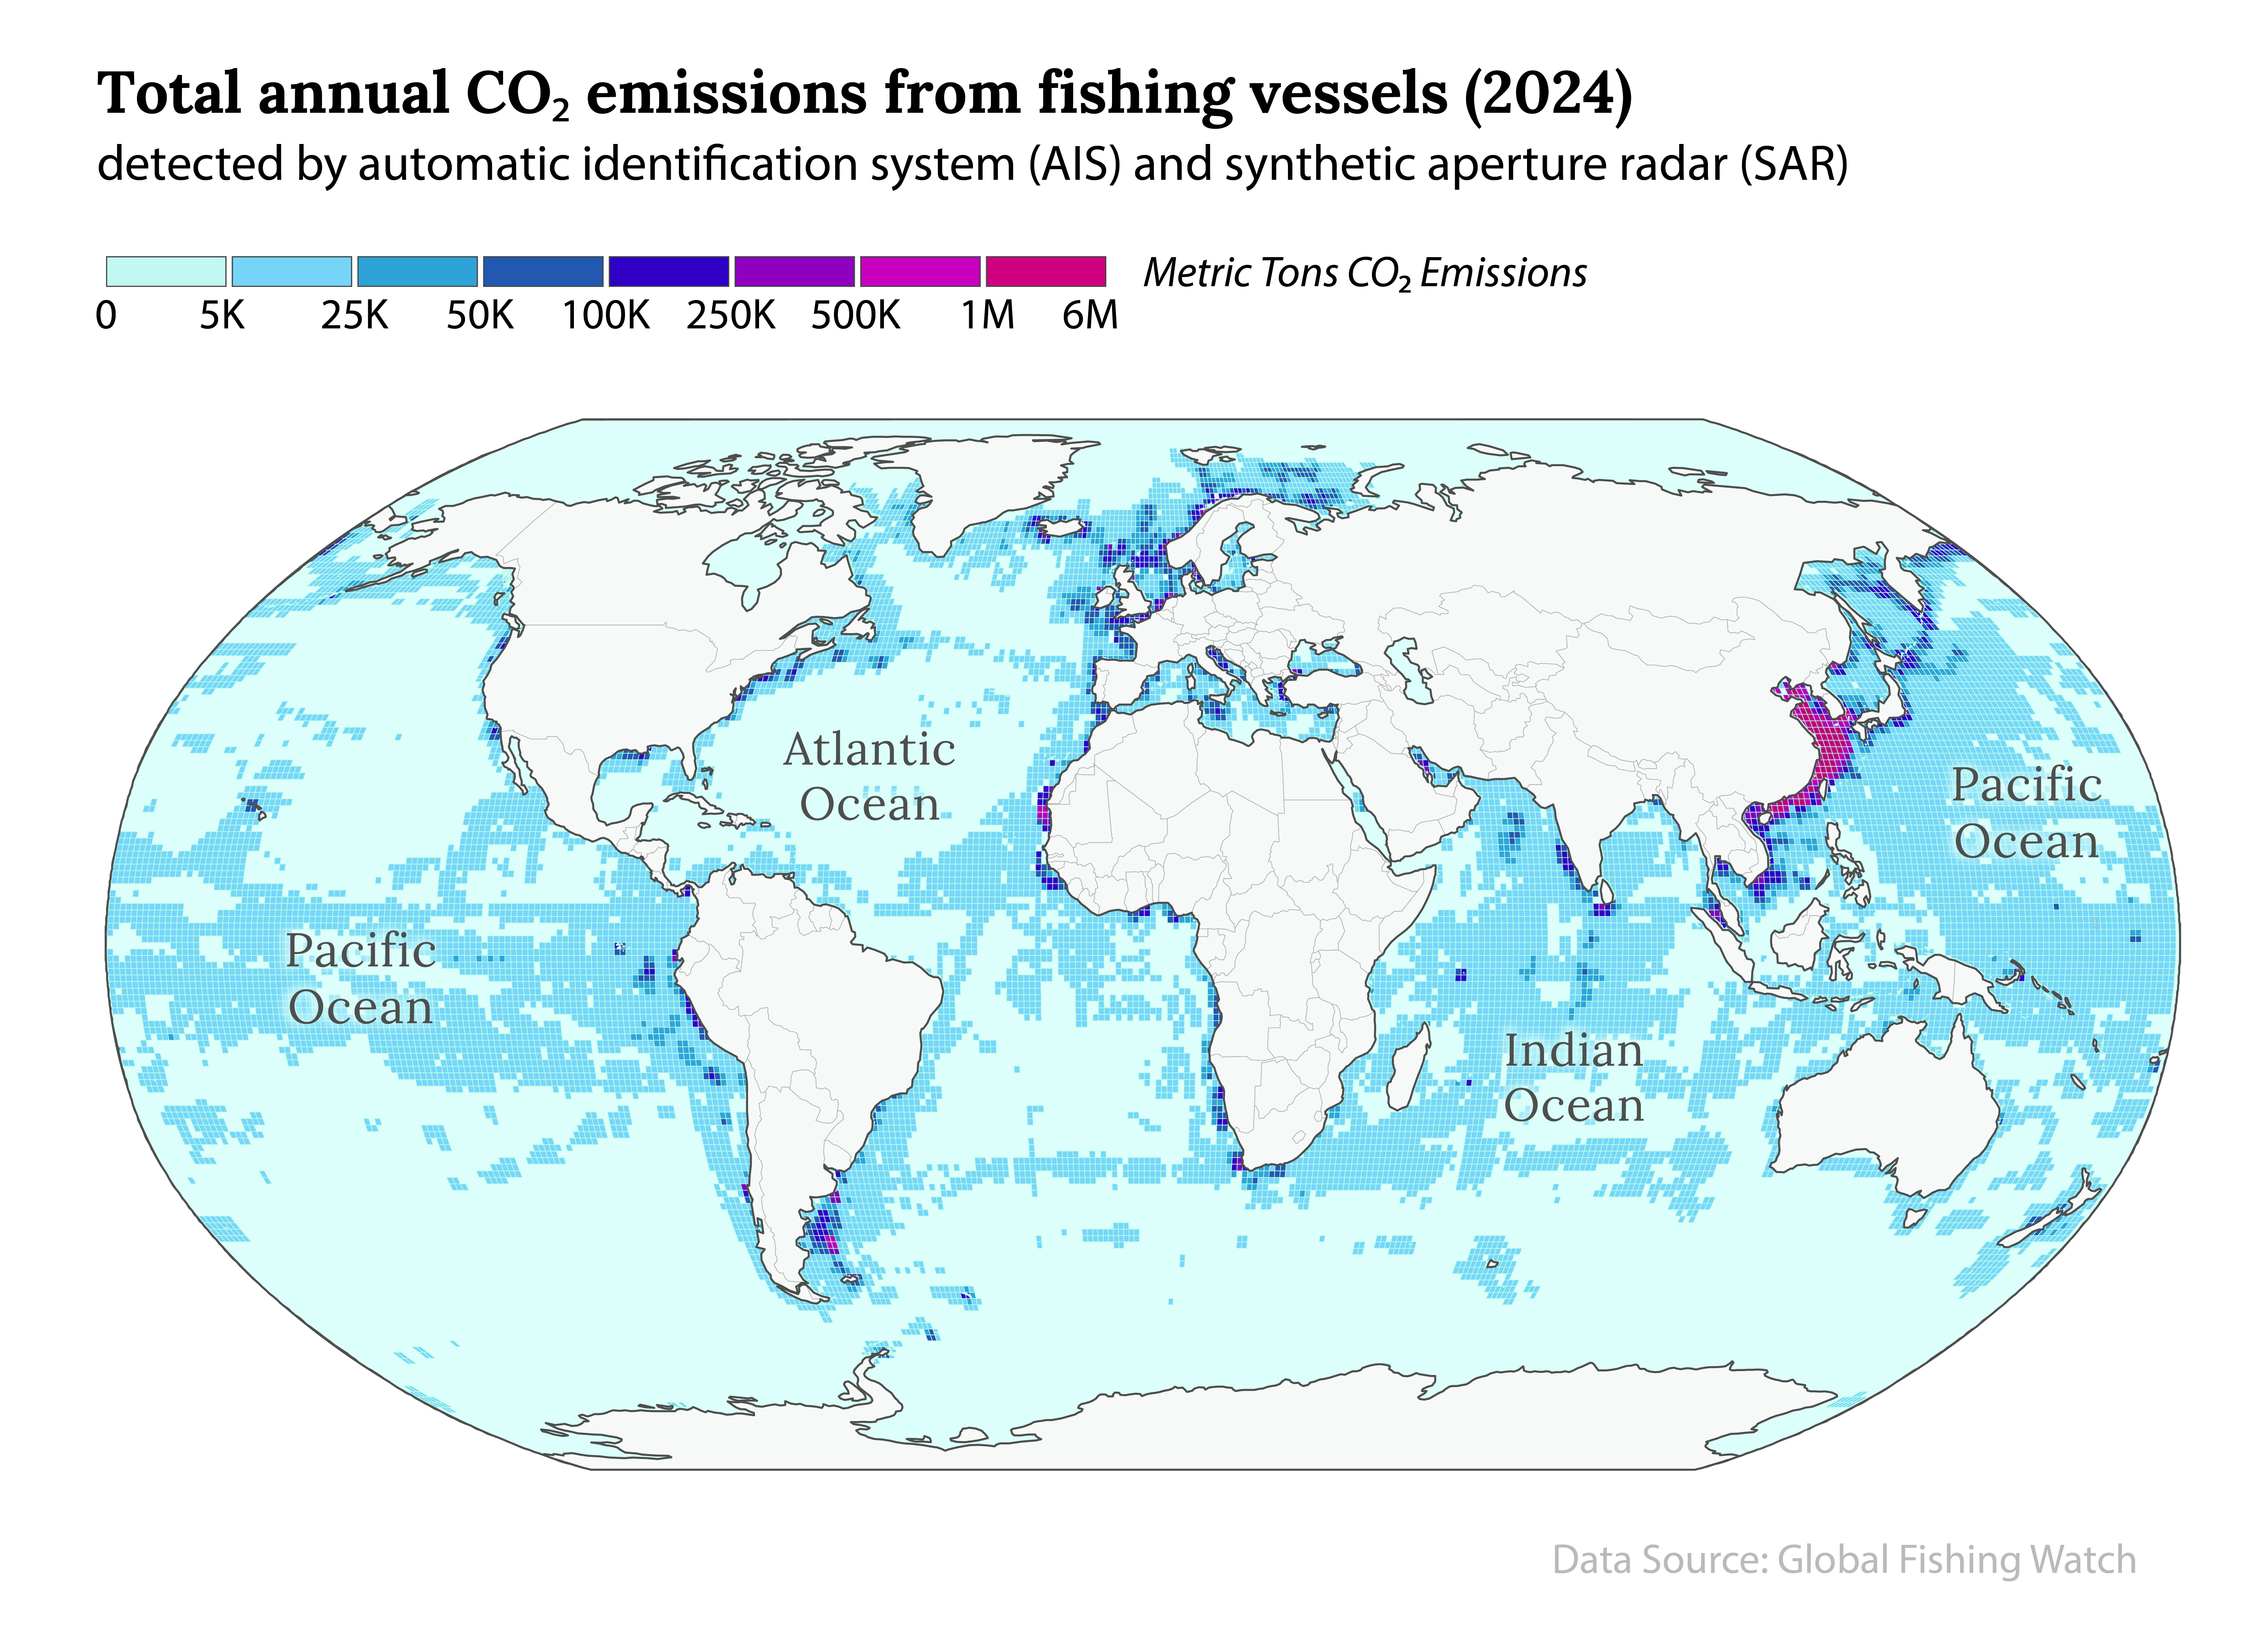 Total annual CO₂ emissions from fishing vessels (2024)
detected by automatic identification system (AIS) and synthetic aperture radar (SAR)
Metric Tons CO₂ Emissions
0 5K 25K 50K 100K 250K 500K 1M 6M
Atlantic
Ocean
Pacific
Ocean
Pacific
Ocean
Indian
Ocean
Data Source: Global Fishing Watch